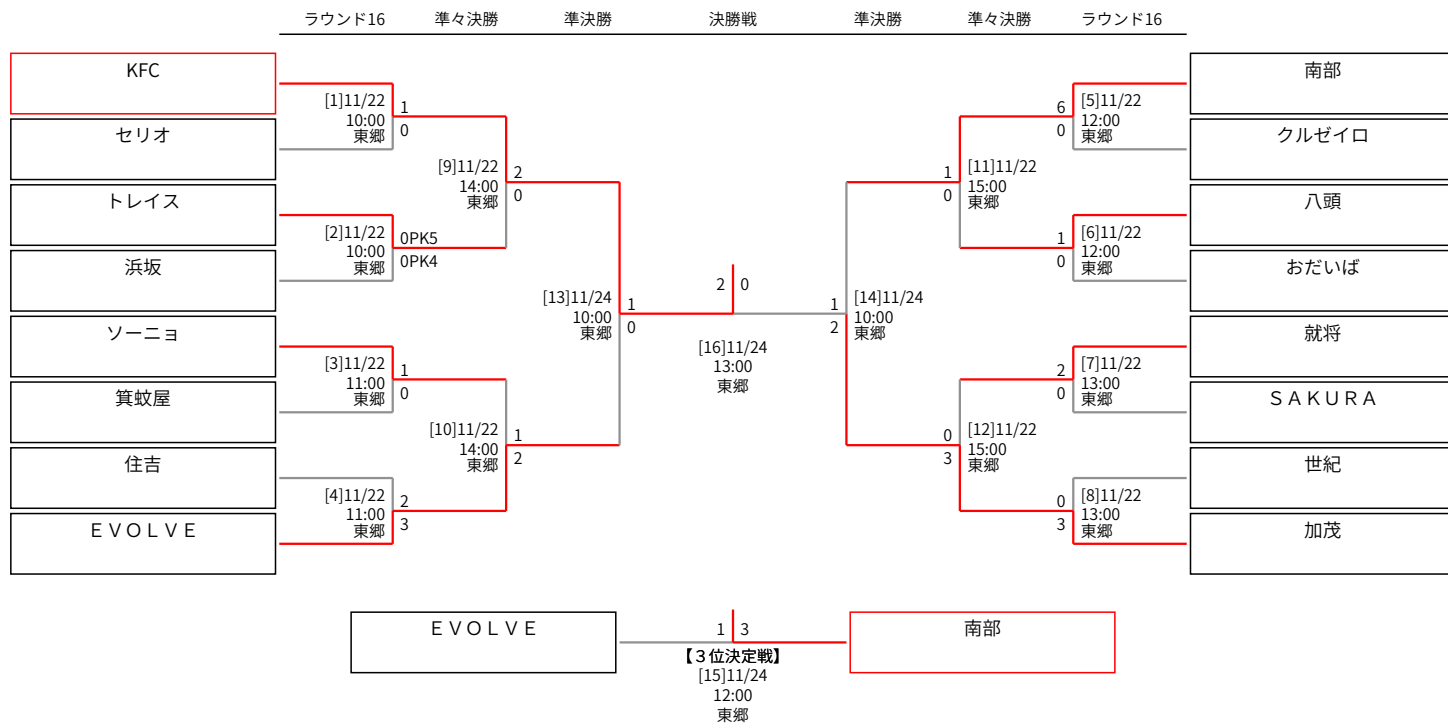 ラウンド16 準々決勝 準決勝 決勝戦 準決勝 準々決勝 ラウンド16
KFC
セリオ
トレイス
浜坂
ソーニョ
箕蚊屋
住吉
ＥＶＯＬＶＥ
[1]11/22
10:00
東郷
1
0
[2]11/22
10:00
東郷
0PK5
0PK4
[3]11/22
11:00
東郷
1
0
[4]11/22
11:00
東郷
2
3
[9]11/22
14:00
東郷
2
0
[10]11/22
14:00
東郷
1
2
[13]11/24
10:00
東郷
1
0
2 0
[16]11/24
13:00
東郷
1
2
[14]11/24
10:00
東郷
1
0
[11]11/22
15:00
東郷
0
3
[12]11/22
15:00
東郷
6
0
[5]11/22
12:00
東郷
1
0
[6]11/22
12:00
東郷
2
0
[7]11/22
13:00
東郷
0
3
[8]11/22
13:00
東郷
南部
クルゼイロ
八頭
おだいば
就将
ＳＡＫＵＲＡ
世紀
加茂
ＥＶＯＬＶＥ
1 3
南部
【３位決定戦】
[15]11/24
12:00
東郷